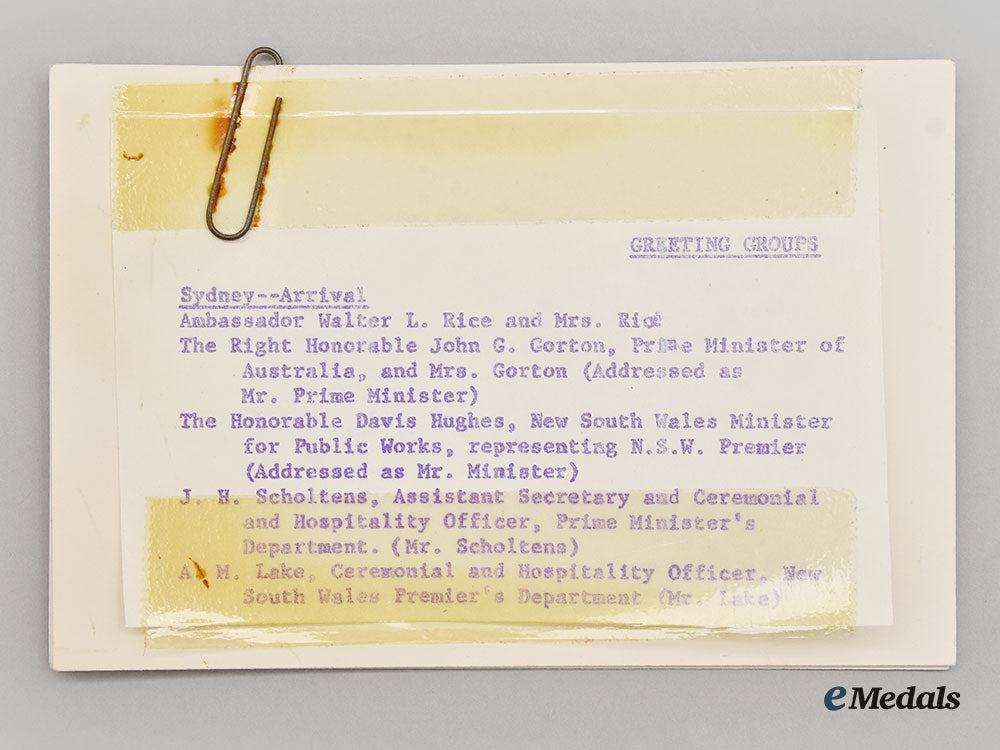 GREETING GROUPS
Sydney--Arrival
Ambassador Walter L. Rice and Mrs. Rice
The Right Honorable John G. Gorton, Prime Minister of
Australia, and Mrs. Gorton (Addressed as
Mr. Prime Minister)
The Honorable Davis Hughes, New South Wales Minister
for Public Works, representing N.S.W. Premier
(Addressed as Mr. Minister)
J. H. Scholtens, Assistant Secretary and Ceremonial
and Hospitality Officer, Prime Minister's
Department. (Mr. Scholtens)
A. M. Lake, Ceremonial and Hospitality Officer, New
South Wales Premier's Department (Mr. Lake)
eMedals